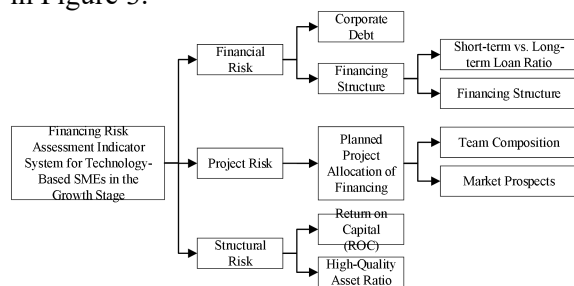 in Figure 3.
Corporate
Debt
Financial
Risk
Financing
Structure
Short-term vs. Long-
term Loan Ratio
Financing Structure
Financing Risk
Assessment Indicator
System for Technology-
Based SMEs in the
Growth Stage
Project Risk
Planned
Project
Allocation of
Financing
Team Composition
Market Prospects
Structural
Risk
Return on
Capital
(ROC)
High-Quality
Asset Ratio